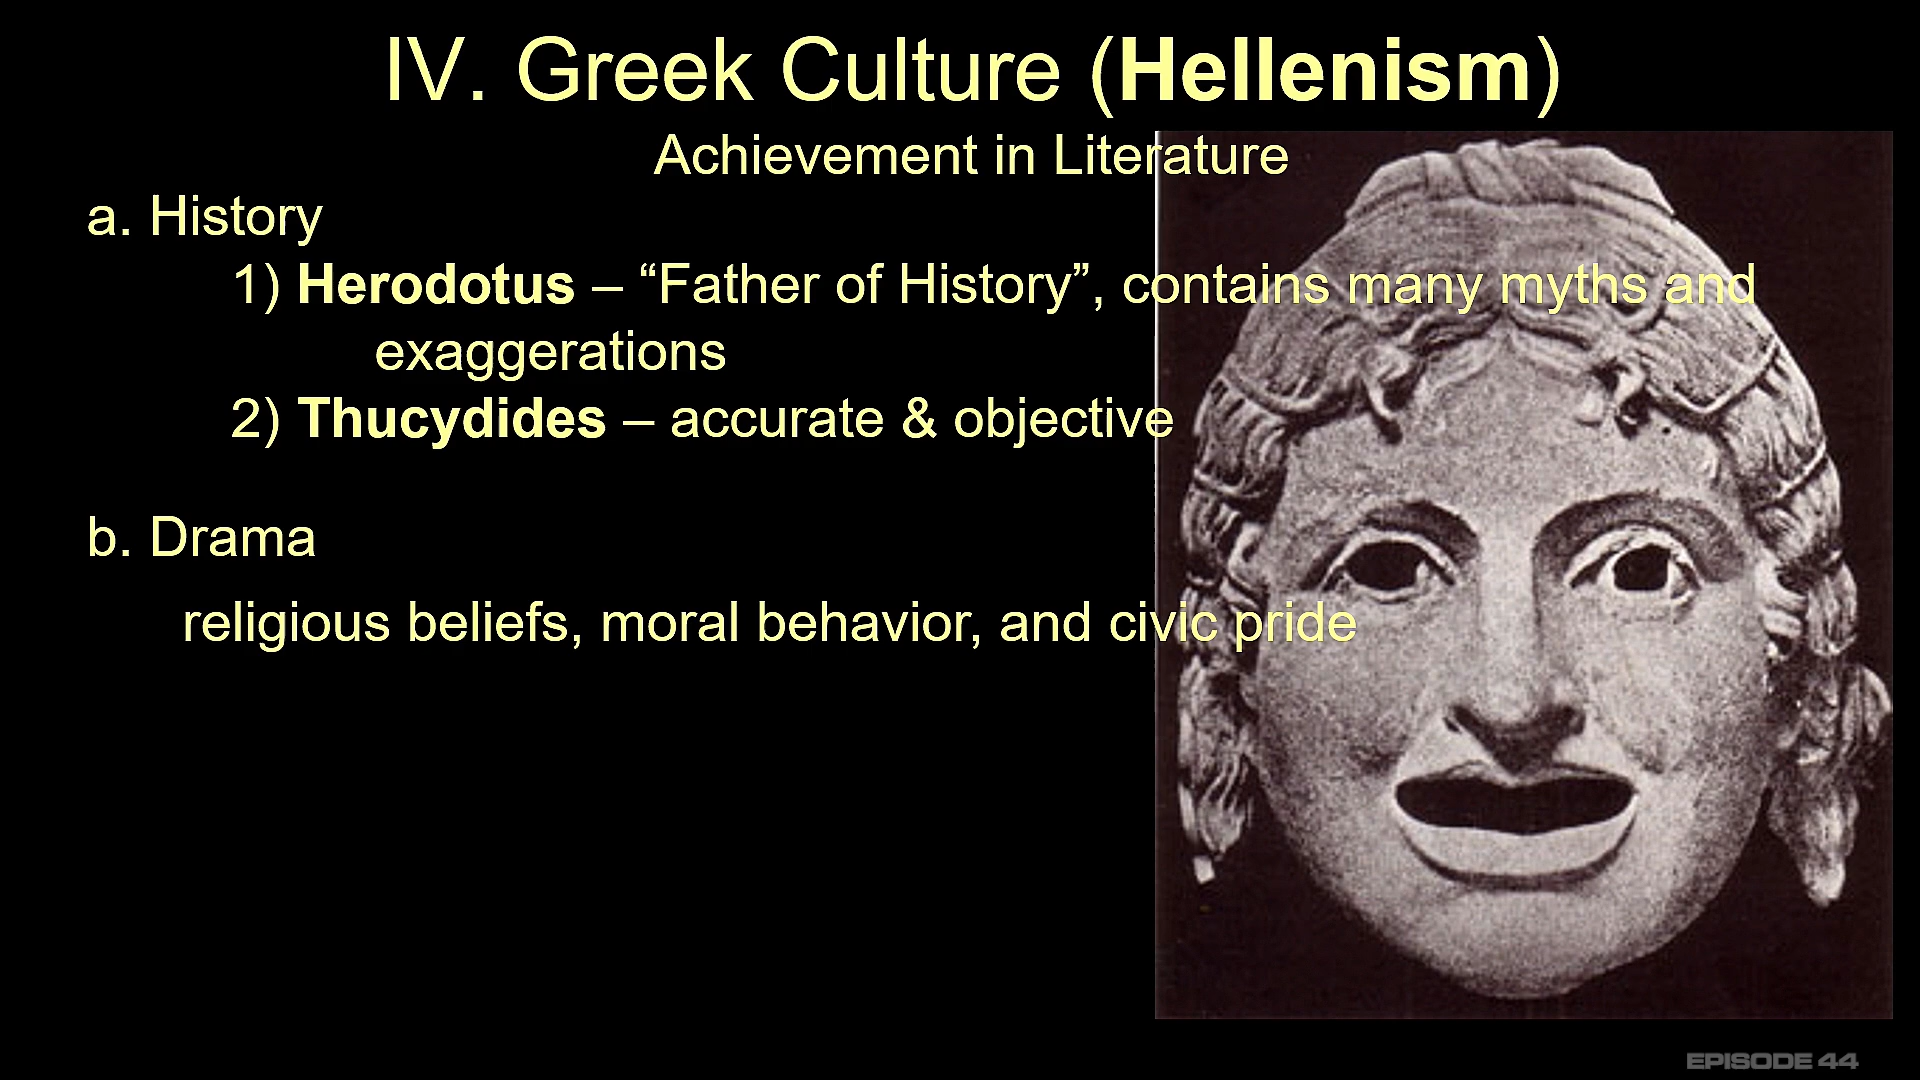 IV. Greek Culture (Hellenism)
Achievement in Literature
a. History
1) Herodotus – “Father of History”, contains many myths and
exaggerations
2) Thucydides – accurate & objective
b. Drama
religious beliefs, moral behavior, and civic pride
EPISODE 44